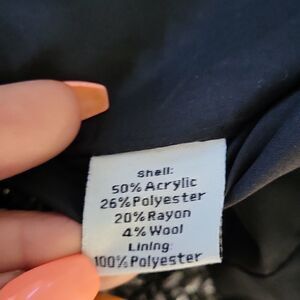 Shell:
50% Acrylic
26% Polyester
20% Rayon
4% Wool
Lining:
100% Polyester